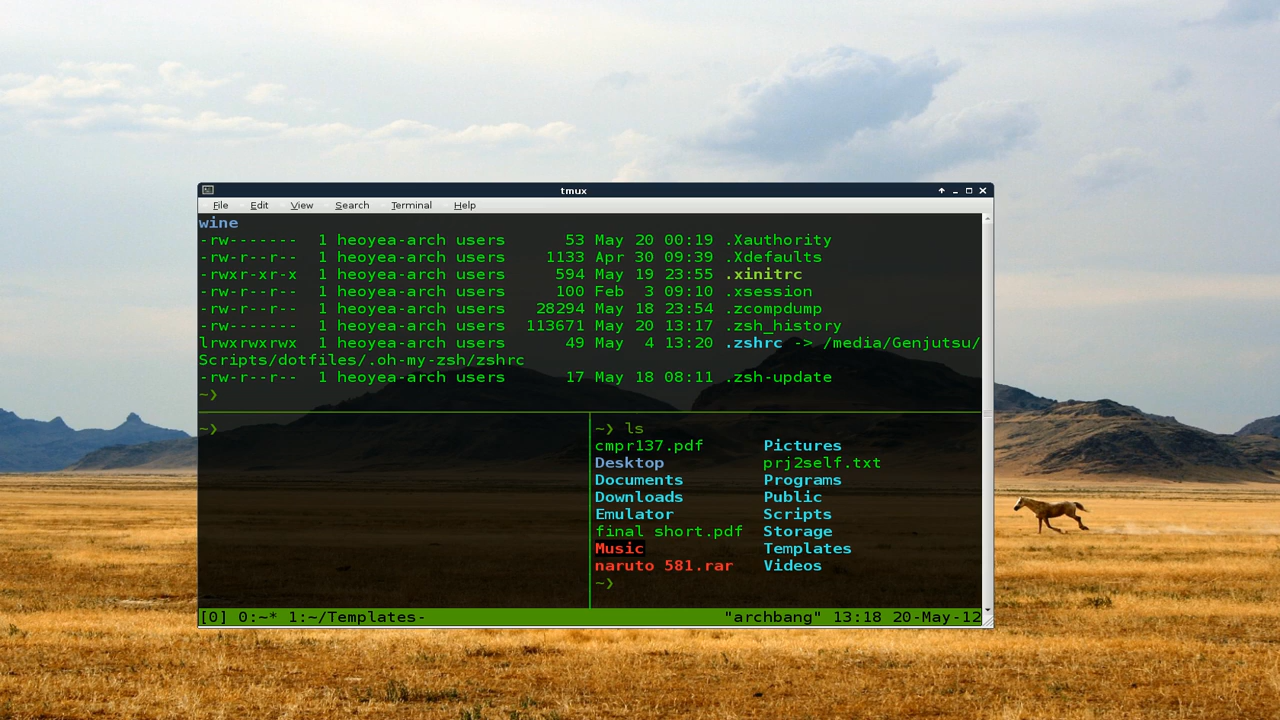 tmux
File Edit View Search Terminal Help
wine
-rw-------  1 heoyea-arch users      53 May 20 00:19 .Xauthority
-rw-r--r--  1 heoyea-arch users    1133 Apr 30 09:39 .Xdefaults
-rwxr-xr-x  1 heoyea-arch users     594 May 19 23:55 .xinitrc
-rw-r--r--  1 heoyea-arch users     100 Feb  3 09:10 .xsession
-rw-r--r--  1 heoyea-arch users   28294 May 18 23:54 .zcompdump
-rw-------  1 heoyea-arch users  113671 May 20 13:17 .zsh_history
lrwxrwxrwx  1 heoyea-arch users      49 May  4 13:20 .zshrc -> /media/Genjutsu/
Scripts/dotfiles/.oh-my-zsh/zshrc
-rw-r--r--  1 heoyea-arch users      17 May 18 08:11 .zsh-update
~❯
~❯
~❯ ls
cmpr137.pdf      Pictures
Desktop          prj2self.txt
Documents        Programs
Downloads        Public
Emulator         Scripts
final short.pdf  Storage
Music            Templates
naruto 581.rar   Videos
~❯
[0] 0:~* 1:~/Templates- "archbang" 13:18 20-May-12